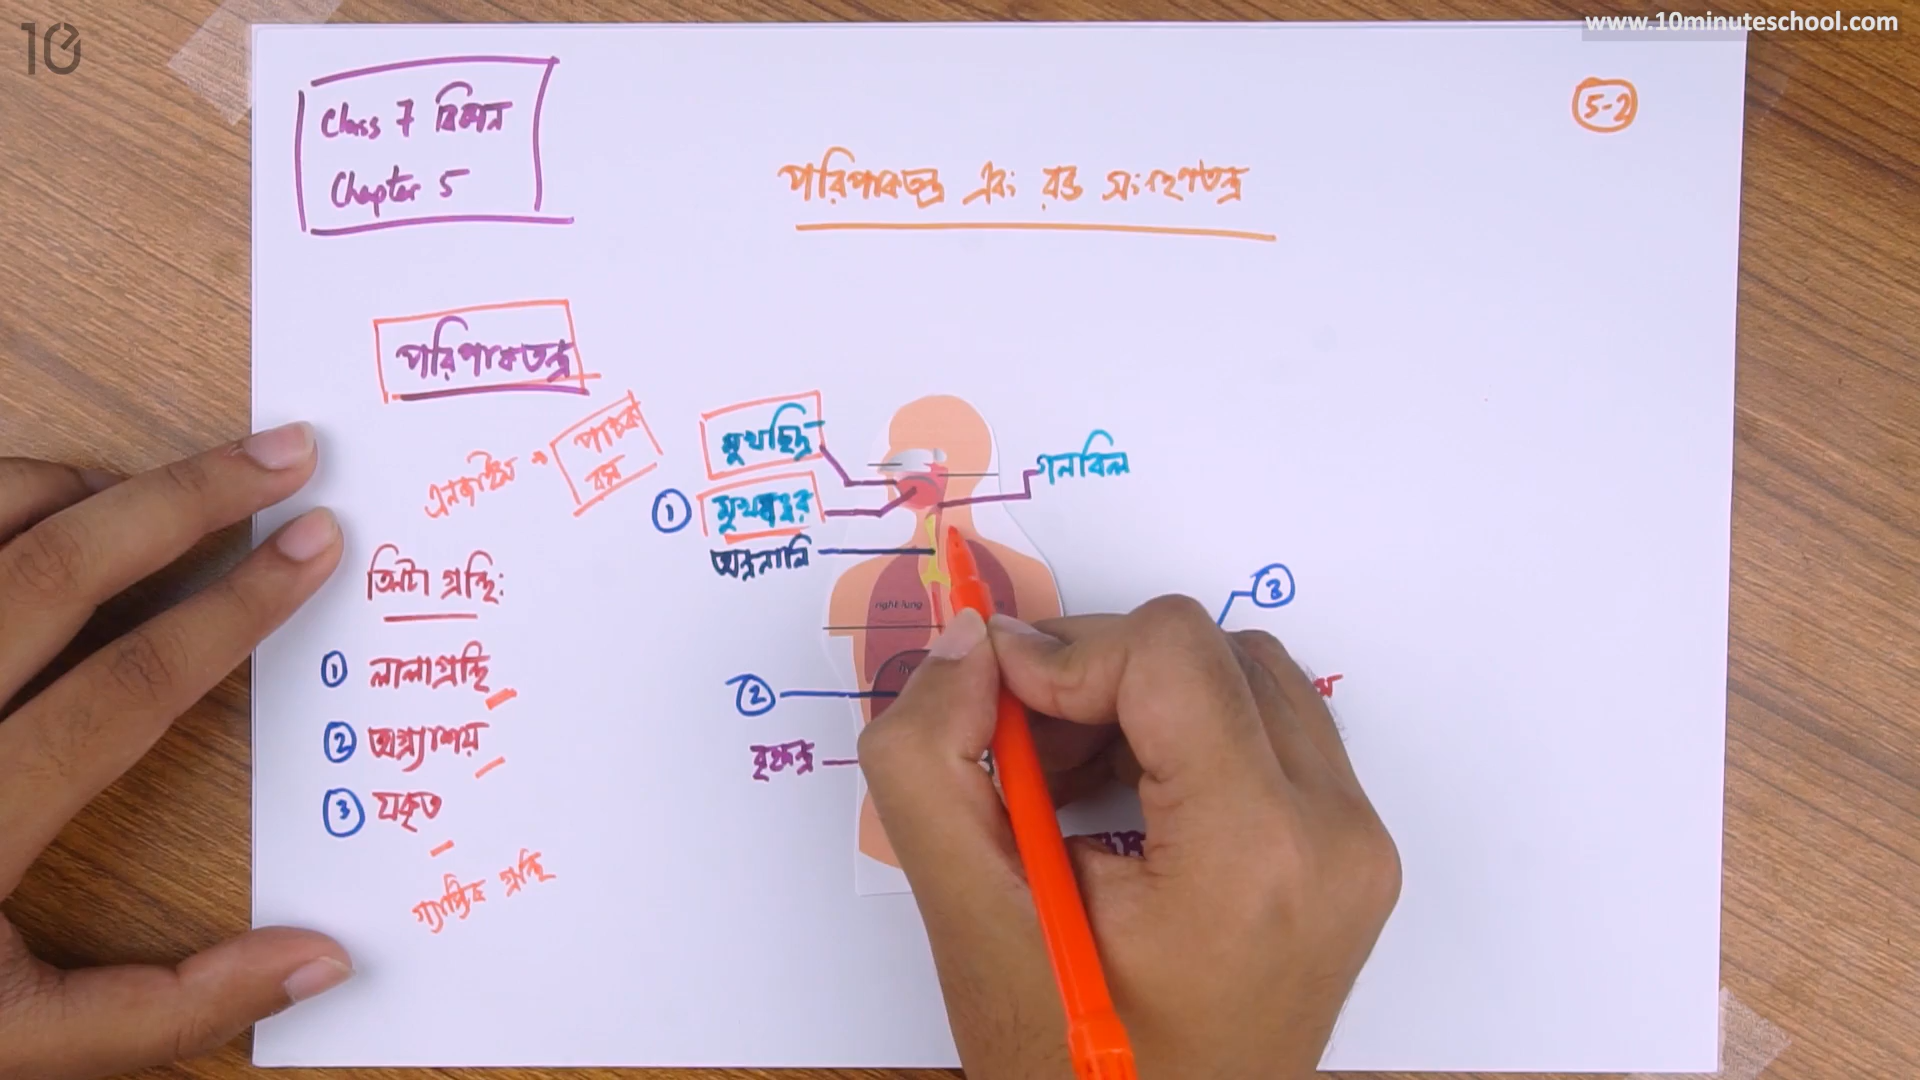 10
www.10minuteschool.com
Class 7 বিজ্ঞান
Chapter 5
5-2
পরিপাকতন্ত্র এবং রক্ত সংবহণতন্ত্র
পরিপাকতন্ত্র
এনজাইম → পাচক রস
মুখছিদ্র
গলবিল
① মুখগহ্বর
অন্ননালি
তিনটা গ্রন্থি:
① লালাগ্রন্থি
② অগ্ন্যাশয়
③ যকৃত
গ্যাস্ট্রিক গ্রন্থি
right lung
③
②
বৃহদন্ত্র